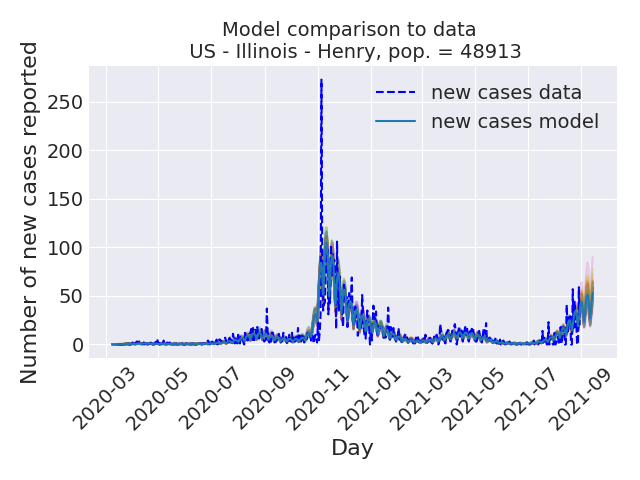 Model comparison to data
US - Illinois - Henry, pop. = 48913
Number of new cases reported
250
200
150
100
50
0
new cases data
new cases model
2020-03
2020-05
2020-07
2020-09
2020-11
2021-01
2021-03
2021-05
2021-07
2021-09
Day